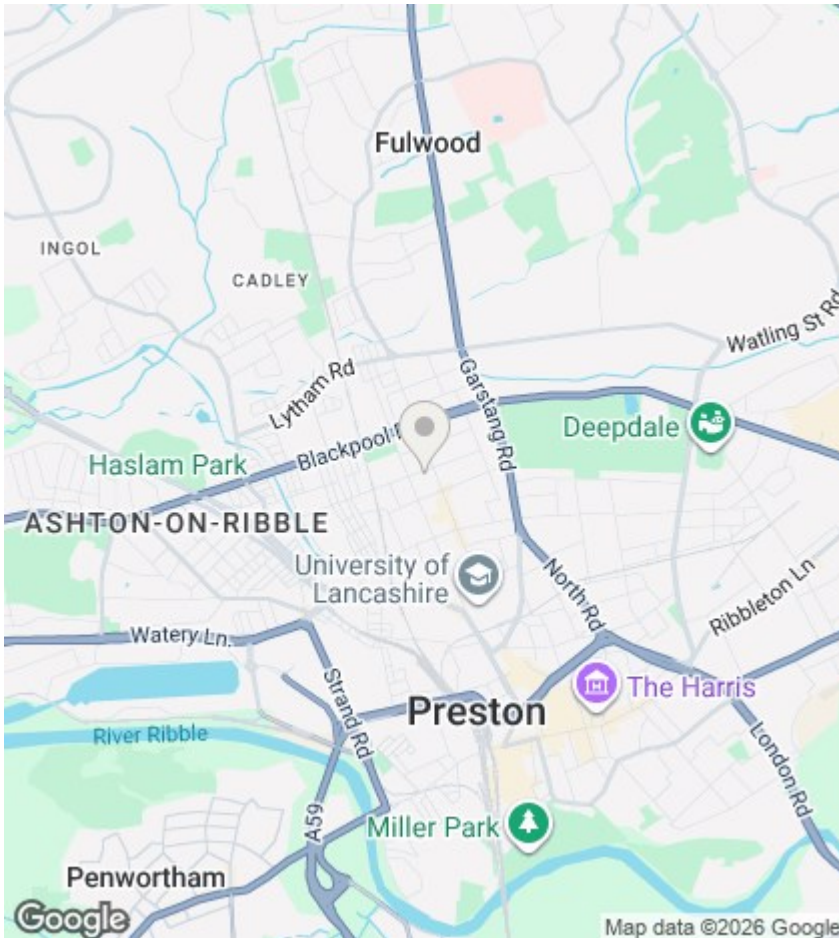 Fulwood
INGOL
CADLEY
Watling St Rd
Lytham Rd
Garstang Rd
Blackpool
Deepdale
Haslam Park
ASHTON-ON-RIBBLE
University of
Lancashire
North Rd
Ribbleton Ln
Watery Ln.
Strand Rd
The Harris
Preston
River Ribble
London Rd
A59
Miller Park
Penwortham
Google
Map data ©2026 Google